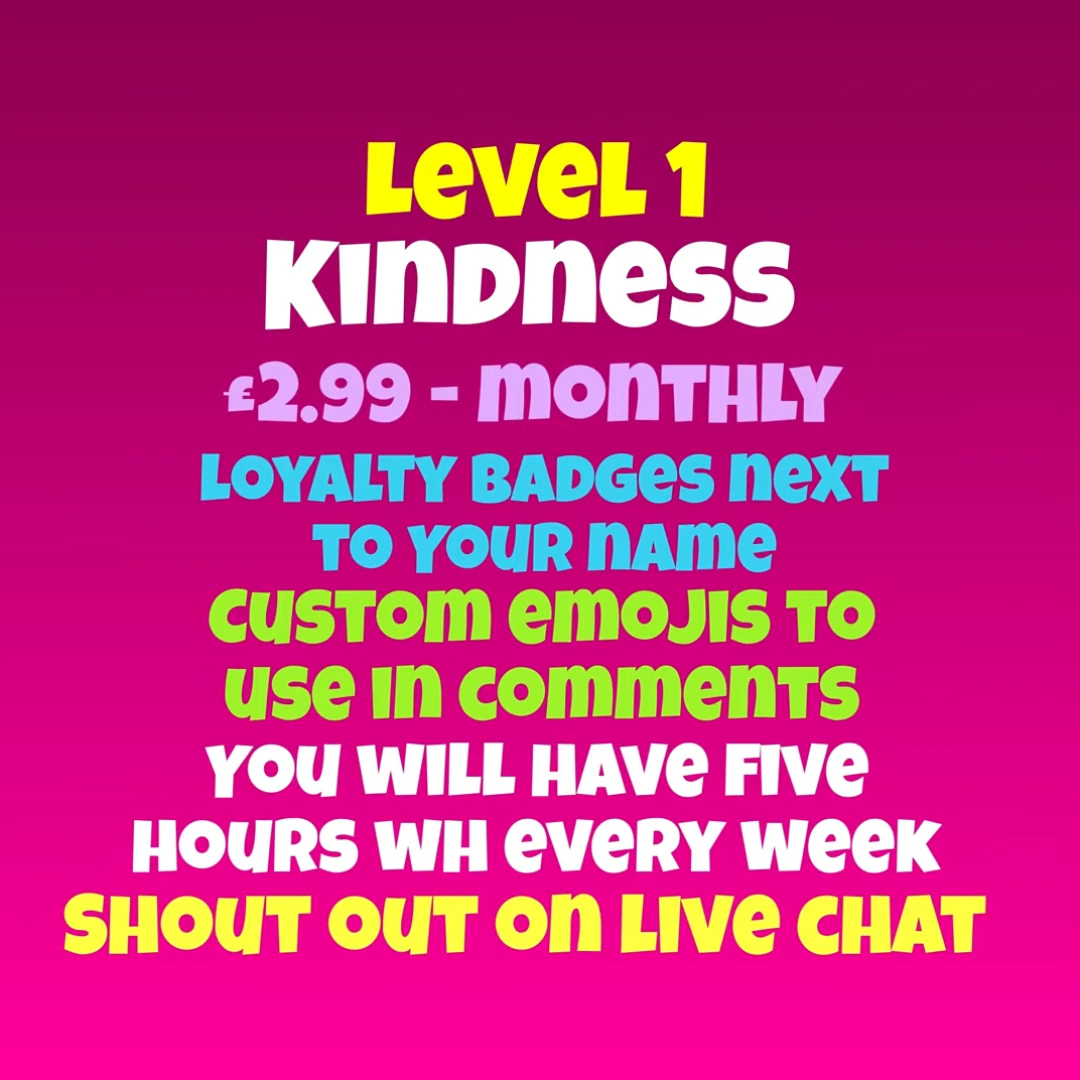 Level 1
Kindness
£2.99 - monthly
Loyalty badges next
to your name
Custom emojis to
use in comments
You will have five
hours WH every week
Shout out on live chat